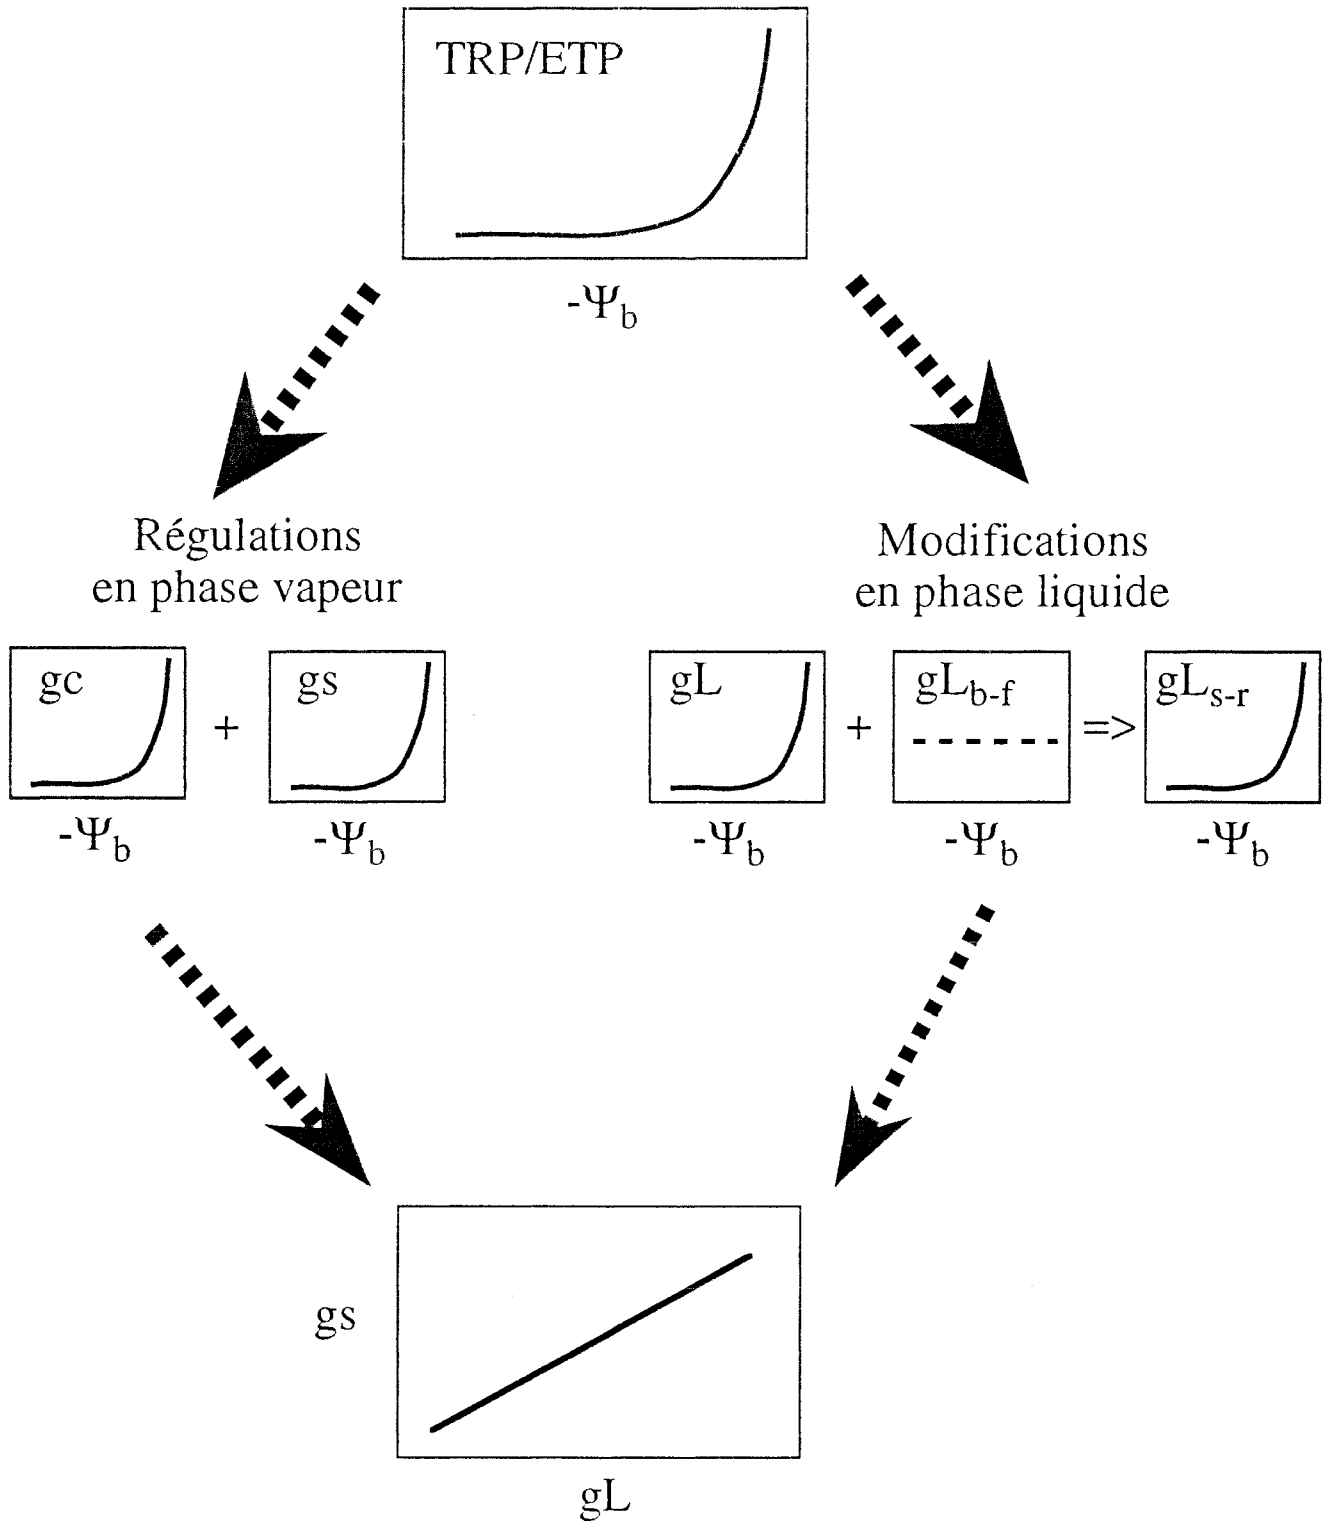 TRP/ETP
-Ψb
Régulations
en phase vapeur
Modifications
en phase liquide
gc + gs
gL + gLb-f => gLs-r
-Ψb -Ψb
-Ψb -Ψb -Ψb
gs
gL